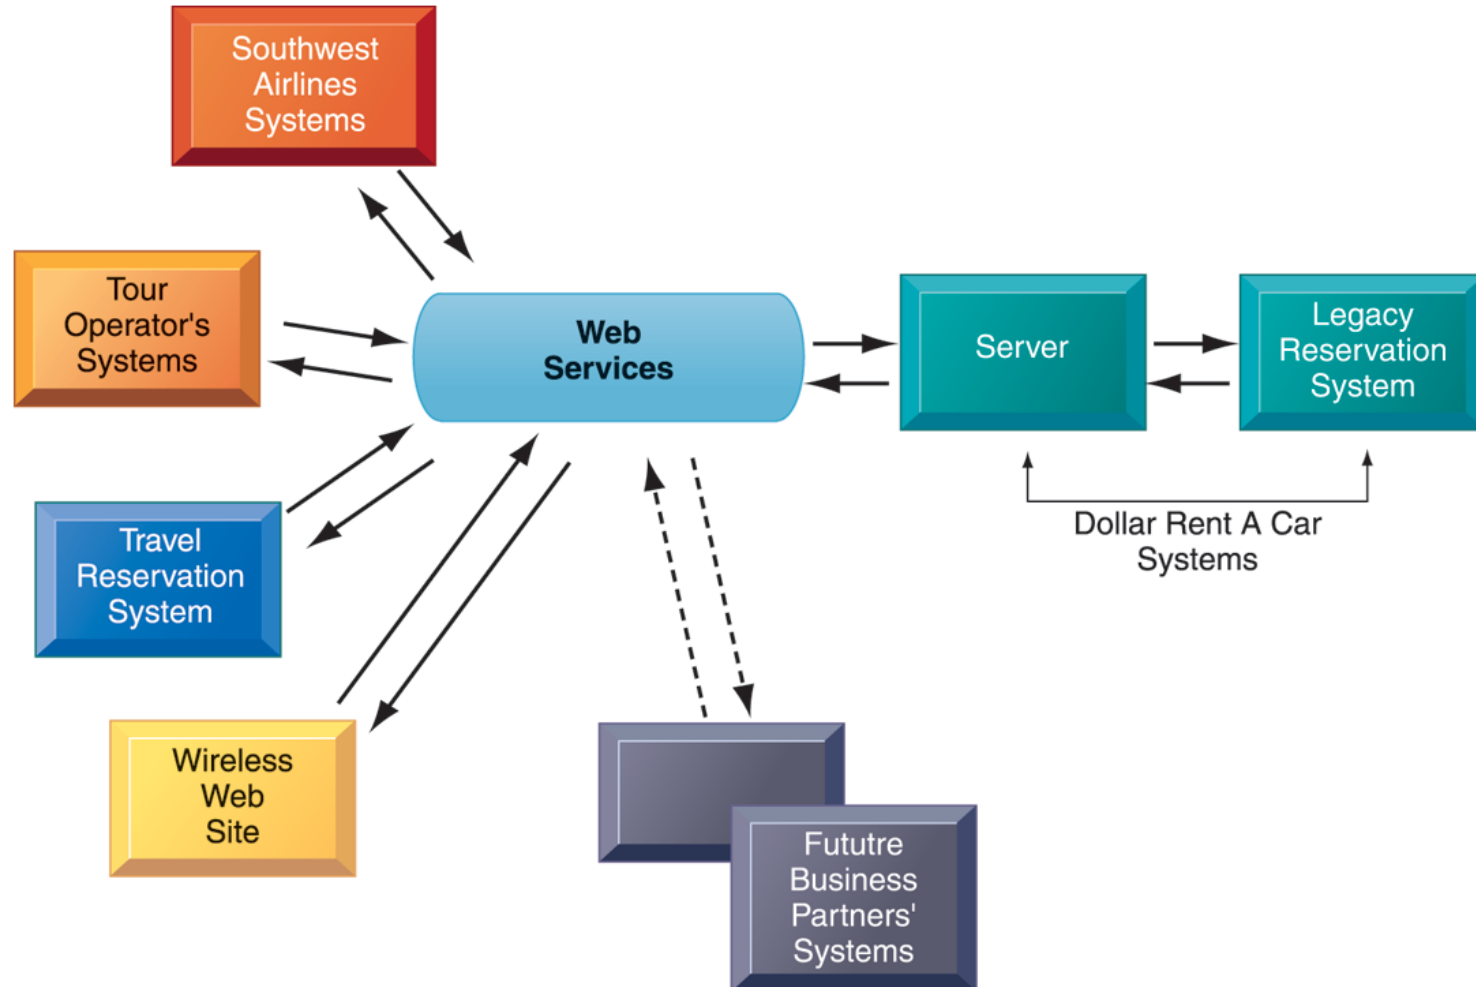 Southwest
Airlines
Systems
Tour
Operator's
Systems
Web
Services
Server
Legacy
Reservation
System
Dollar Rent A Car
Systems
Travel
Reservation
System
Wireless
Web
Site
Fututre
Business
Partners'
Systems